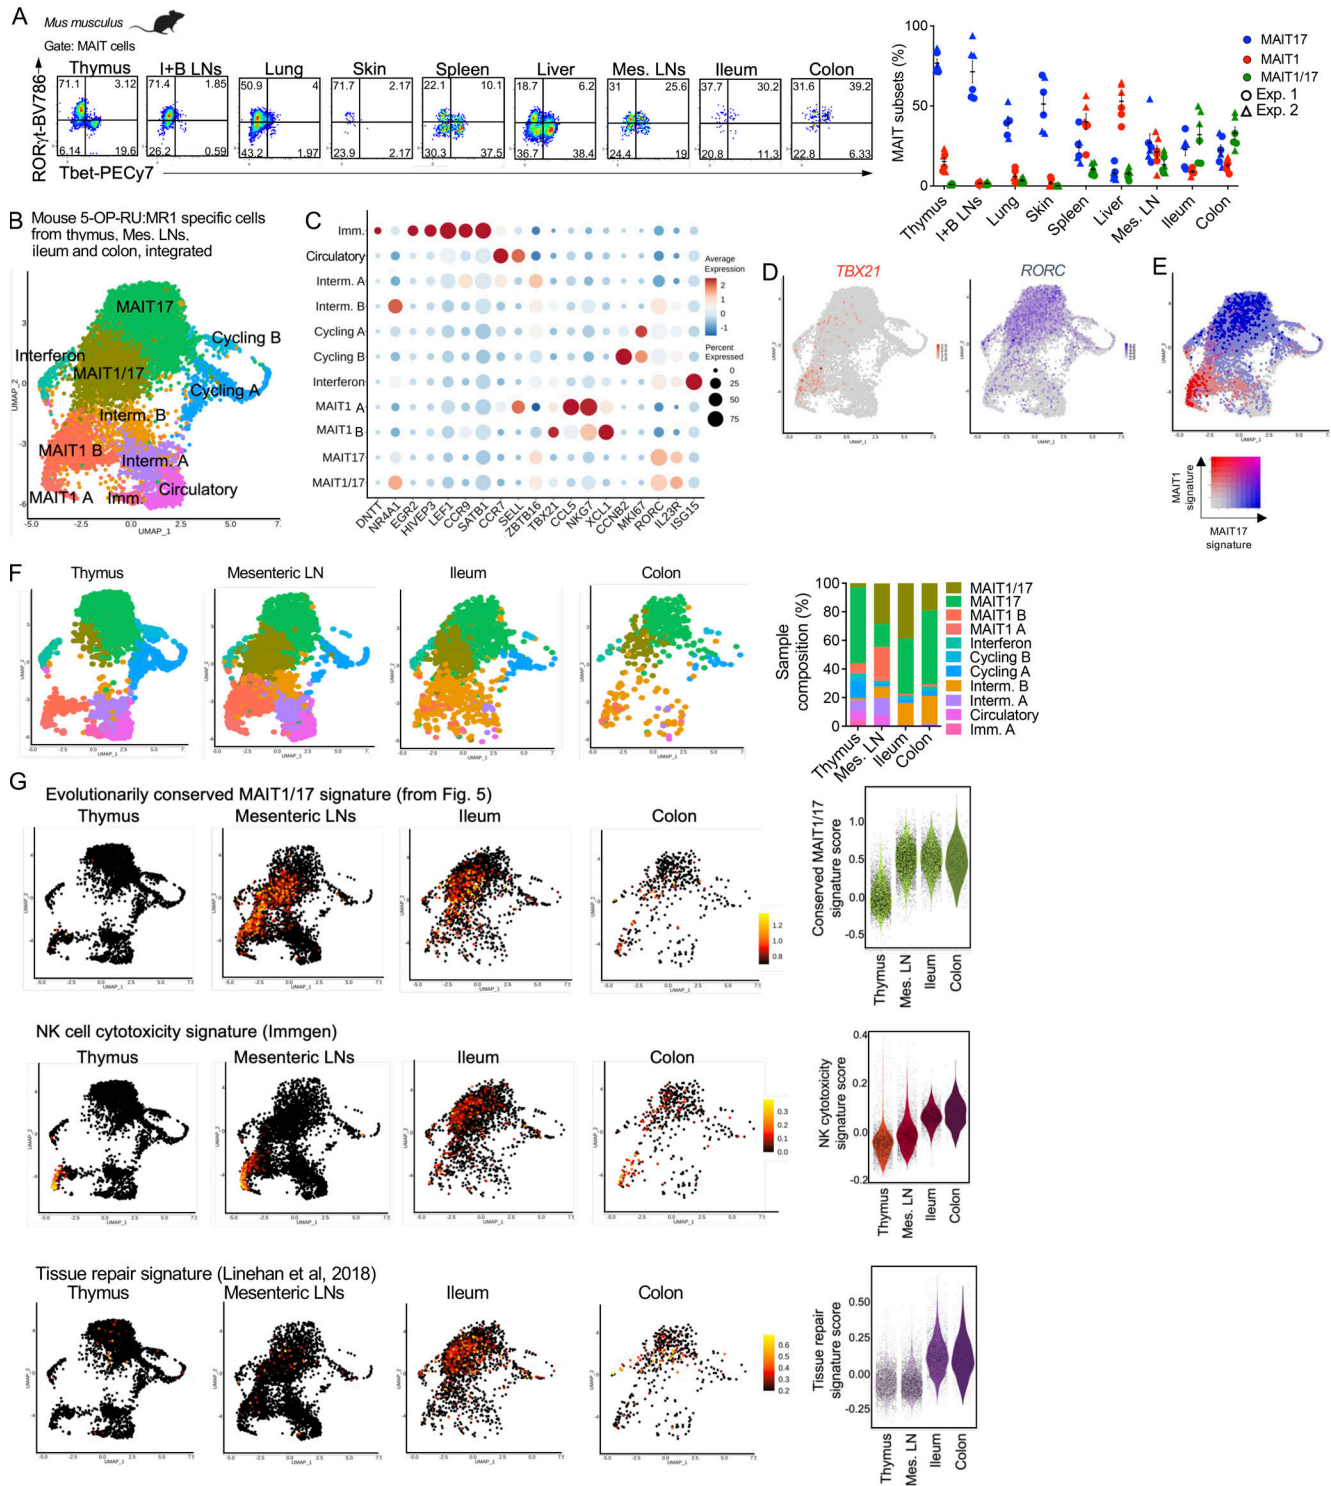 A
Mus musculus
Gate: MAIT cells
Thymus I+B LNs Lung Skin Spleen Liver Mes. LNs Ileum Colon
71.1 3.12 71.4 1.85 50.9 4 71.7 2.17 22.1 10.1 18.7 6.2 31 25.6 37.7 30.2 31.6 39.2
6.14 19.6 26.2 0.59 43.2 1.97 23.9 2.17 30.3 37.5 36.7 38.4 24.4 19 20.8 11.3 22.8 6.33
RORγt-BV786
Tbet-PECy7
MAIT subsets (%)
100
50
0
Thymus I+B LNs Lung Skin Spleen Liver Mes. LN Ileum Colon
MAIT17
MAIT1
MAIT1/17
Exp. 1
Exp. 2
B
Mouse 5-OP-RU:MR1 specific cells
from thymus, Mes. LNs,
ileum and colon, integrated
MAIT17
Cycling B
Interferon
MAIT1/17
Cycling A
Interm. B
MAIT1 B
Interm. A
MAIT1 A
Imm.
Circulatory
UMAP_2
3
0
-3
-6
-5.0 -2.5 0.0 2.5 5.0 7.
UMAP_1
C
Imm.
Circulatory
Interm. A
Interm. B
Cycling A
Cycling B
Interferon
MAIT1 A
MAIT1 B
MAIT17
MAIT1/17
DNTT NR4A1 EGR2 HIVEP3 LEF1 CCR9 SATB1 CCR7 SELL ZBTB16 TBX21 CCL5 NKG7 XCL1 CCNB2 MKI67 RORC IL23R ISG15
Average
Expression
2
1
0
-1
Percent
Expressed
0
25
50
75
D
TBX21 RORC
E
MAIT1
signature
MAIT17
signature
F
Thymus Mesenteric LN Ileum Colon
Sample
composition (%)
100
80
60
40
20
0
Thymus Mes. LN Ileum Colon
MAIT1/17
MAIT17
MAIT1 B
MAIT1 A
Interferon
Cycling B
Cycling A
Interm. B
Interm. A
Circulatory
Imm. A
G
Evolutionarily conserved MAIT1/17 signature (from Fig. 5)
Thymus Mesenteric LNs Ileum Colon
1.2
1.0
0.8
Conserved MAIT1/17
signature score
1.0
0.5
0.0
-0.5
Thymus Mes. LN Ileum Colon
NK cell cytotoxicity signature (Immgen)
Thymus Mesenteric LNs Ileum Colon
0.3
0.2
0.1
0.0
NK cytotoxicity
signature score
0.4
0.2
0.0
-0.2
Thymus Mes. LN Ileum Colon
Tissue repair signature (Linehan et al, 2018)
Thymus Mesenteric LNs Ileum Colon
0.6
0.5
0.4
0.3
0.2
Tissue repair
signature score
0.50
0.25
0.00
-0.25
Thymus Mes. LN Ileum Colon